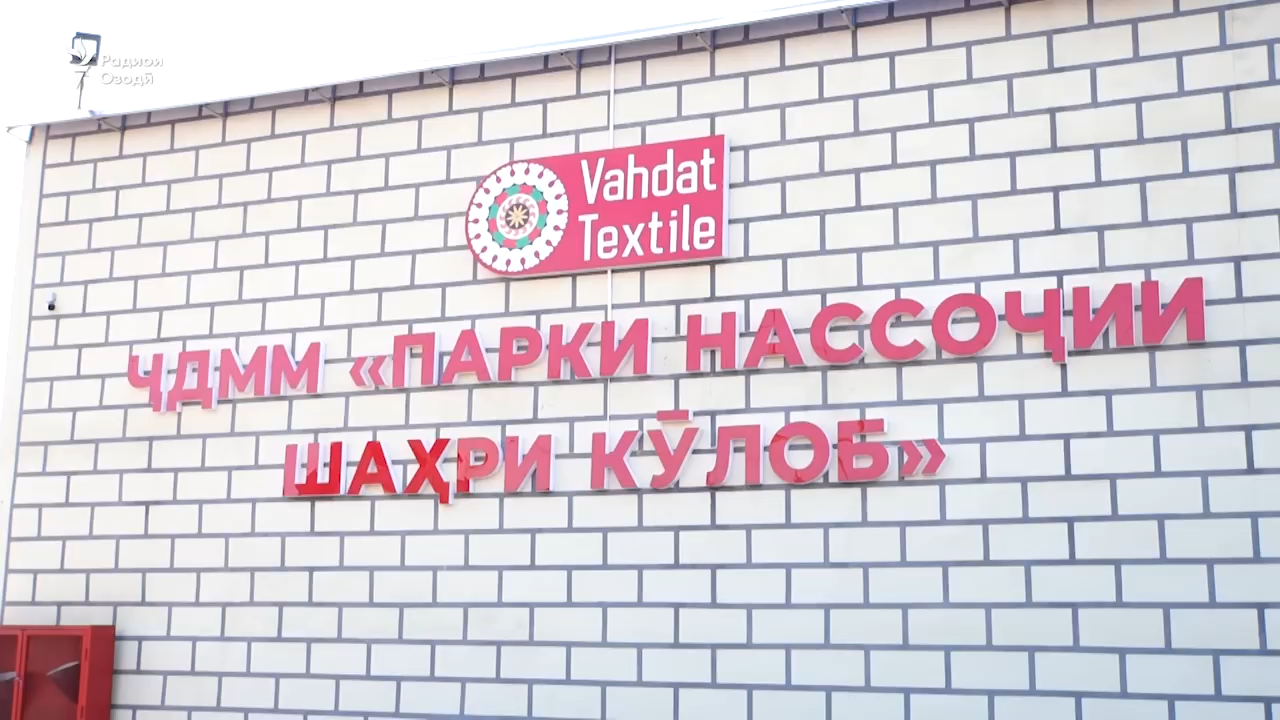 Радиои
Озодӣ
Vahdat
Textile
ҶДММ «ПАРКИ НАССОҶИИ
ШАҲРИ КӮЛОБ»